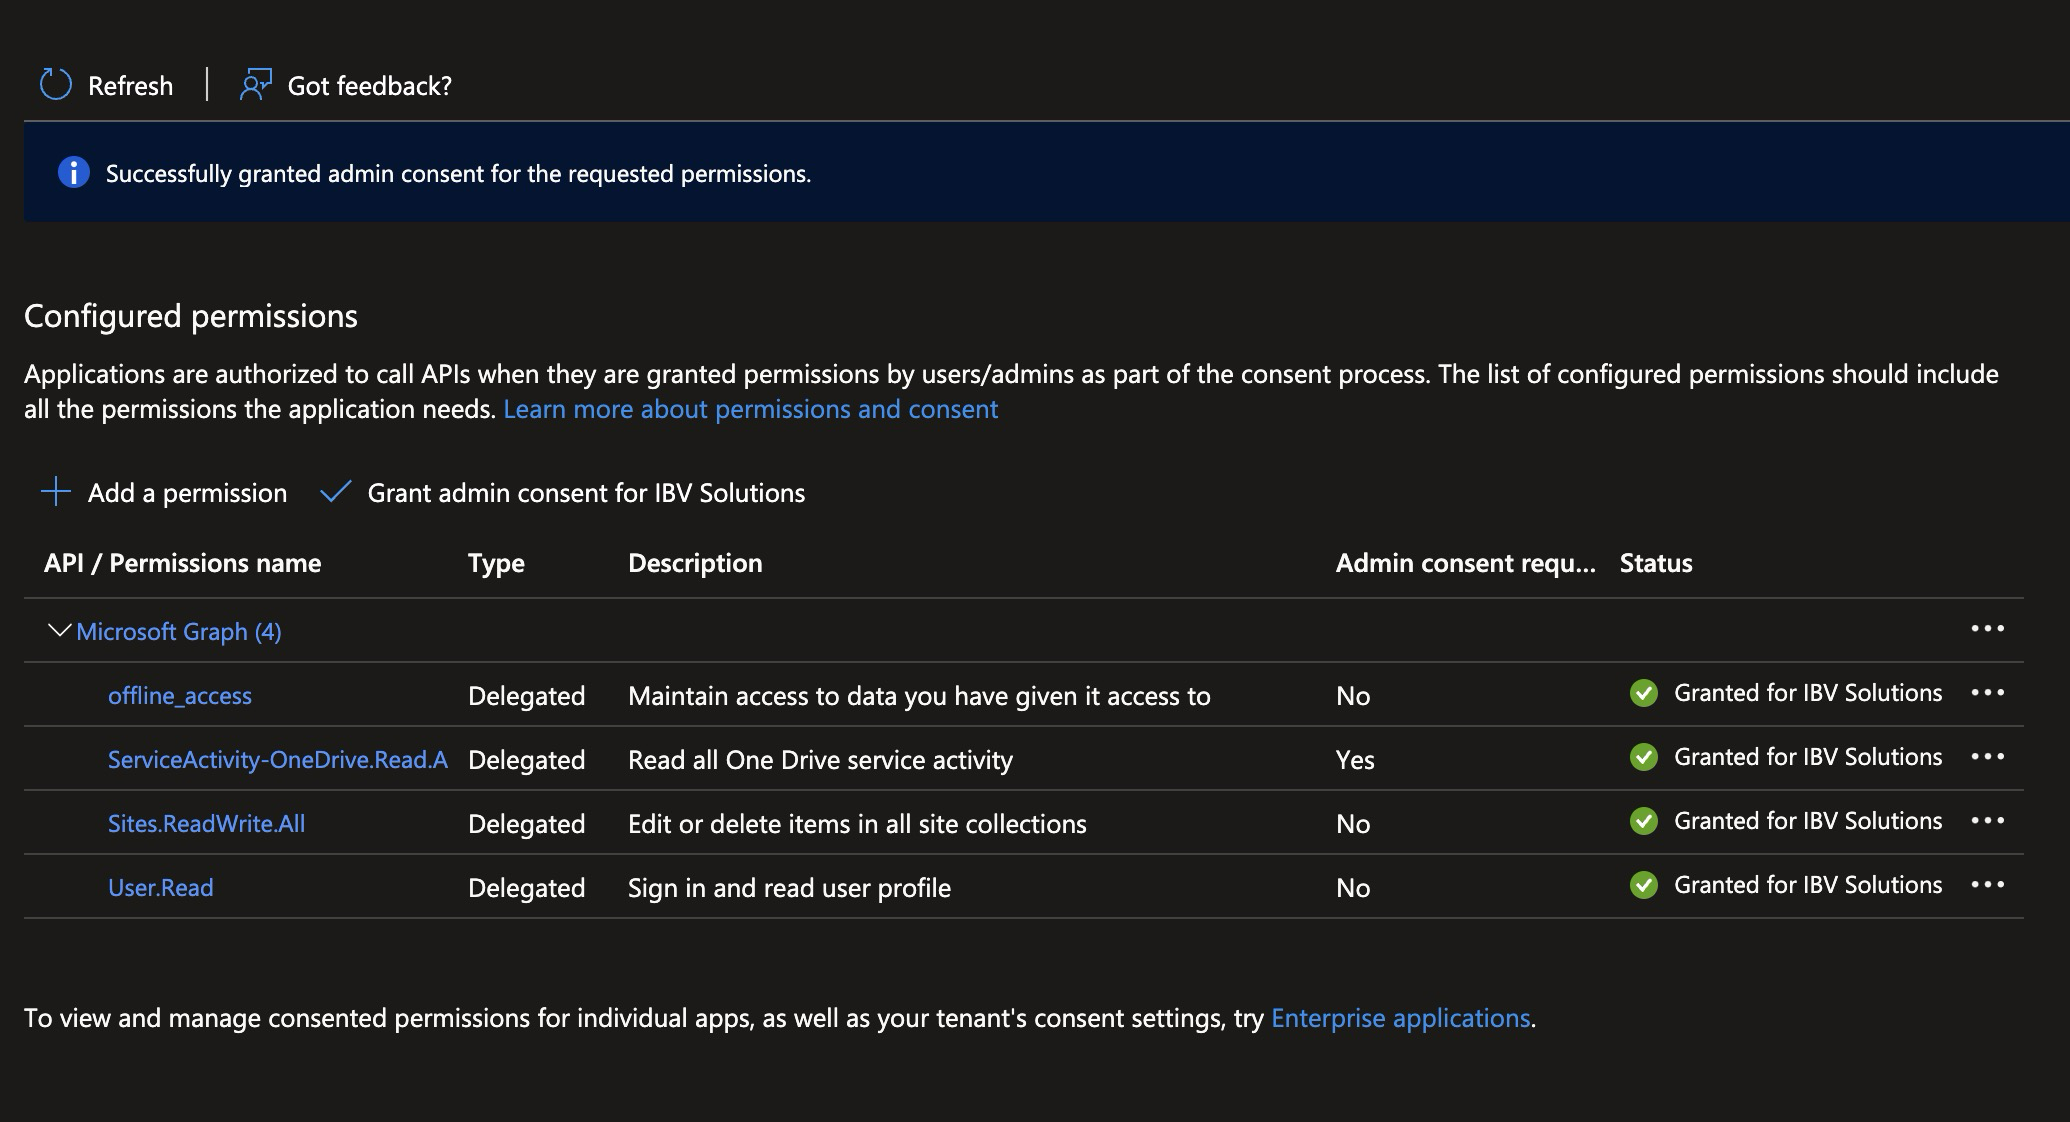 Refresh | Got feedback?
Successfully granted admin consent for the requested permissions.
Configured permissions
Applications are authorized to call APIs when they are granted permissions by users/admins as part of the consent process. The list of configured permissions should include
all the permissions the application needs. Learn more about permissions and consent
Add a permission Grant admin consent for IBV Solutions
API / Permissions name Type Description Admin consent requ... Status
Microsoft Graph (4)
offline_access Delegated Maintain access to data you have given it access to No Granted for IBV Solutions
ServiceActivity-OneDrive.Read.A Delegated Read all One Drive service activity Yes Granted for IBV Solutions
Sites.ReadWrite.All Delegated Edit or delete items in all site collections No Granted for IBV Solutions
User.Read Delegated Sign in and read user profile No Granted for IBV Solutions
To view and manage consented permissions for individual apps, as well as your tenant's consent settings, try Enterprise applications.